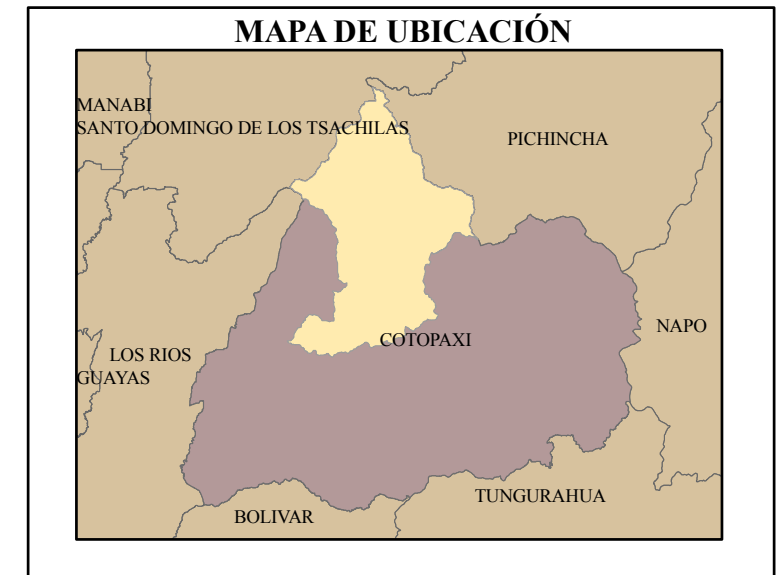 MAPA DE UBICACIÓN
MANABI
SANTO DOMINGO DE LOS TSACHILAS
PICHINCHA
NAPO
COTOPAXI
LOS RIOS
GUAYAS
TUNGURAHUA
BOLIVAR